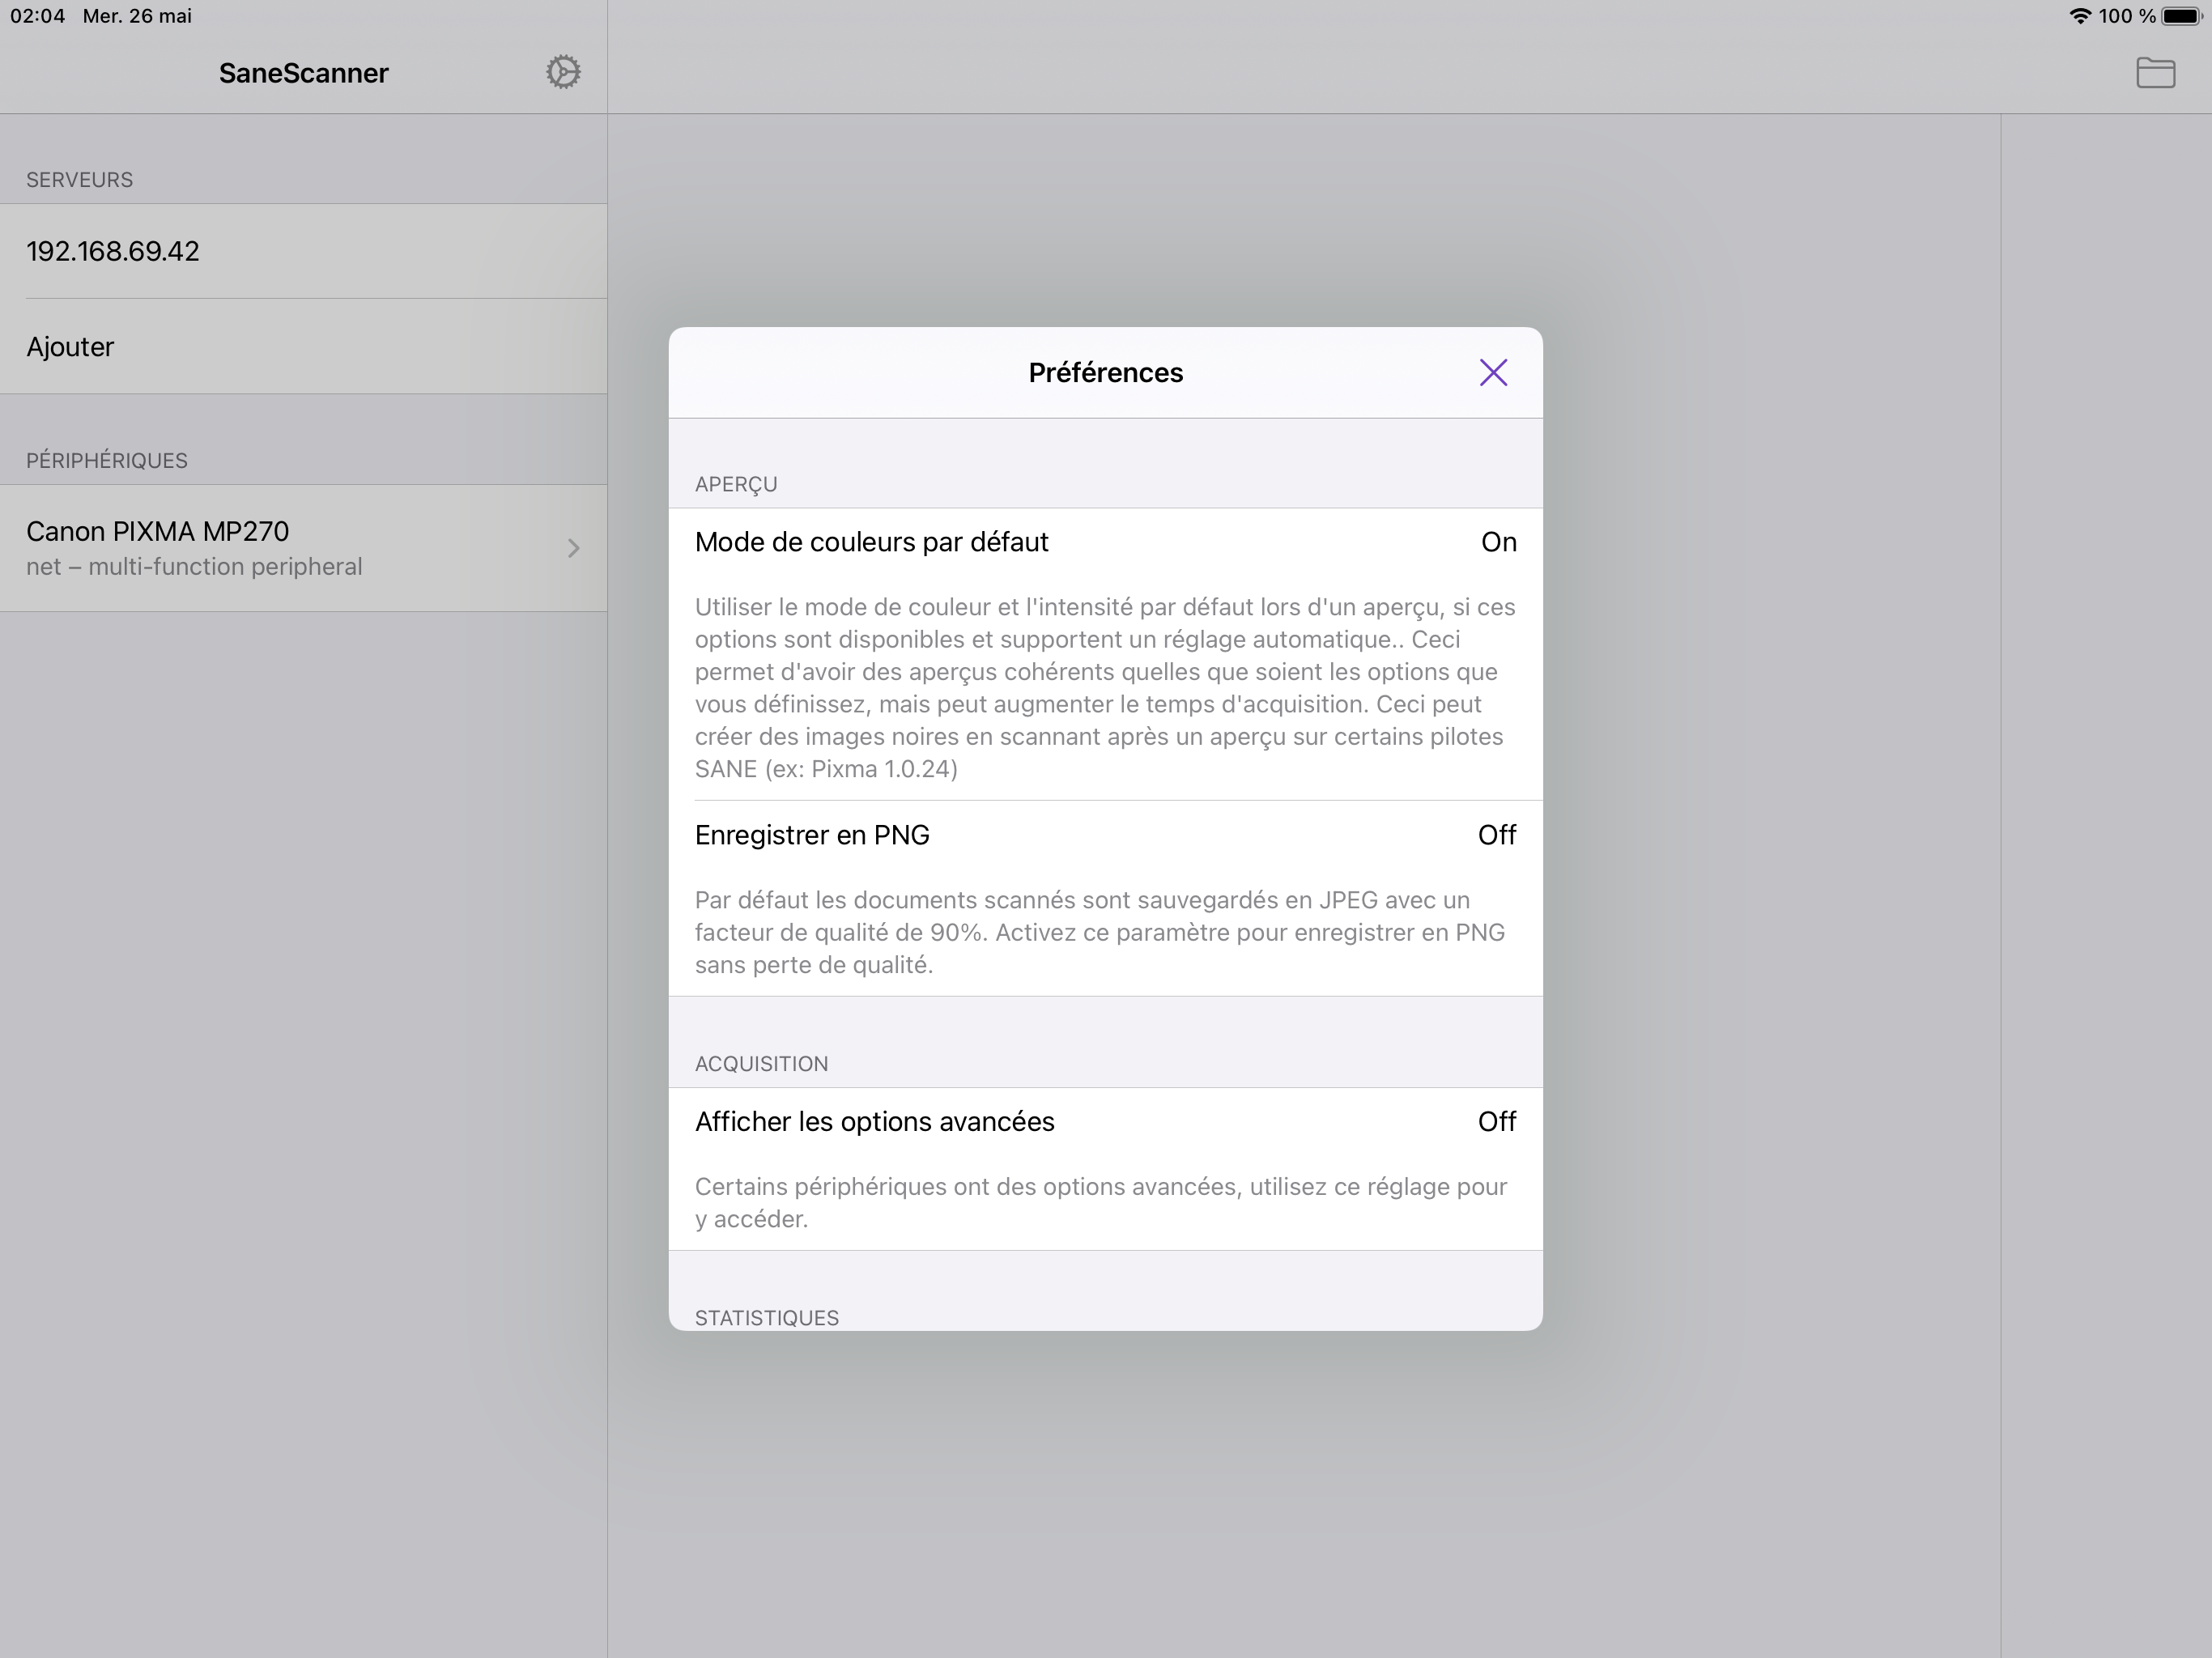 02:04 Mer. 26 mai
100 %
SaneScanner
SERVEURS
192.168.69.42
Ajouter
PÉRIPHÉRIQUES
Canon PIXMA MP270
net – multi-function peripheral
Préférences
APERÇU
Mode de couleurs par défaut On
Utiliser le mode de couleur et l'intensité par défaut lors d'un aperçu, si ces
options sont disponibles et supportent un réglage automatique.. Ceci
permet d'avoir des aperçus cohérents quelles que soient les options que
vous définissez, mais peut augmenter le temps d'acquisition. Ceci peut
créer des images noires en scannant après un aperçu sur certains pilotes
SANE (ex: Pixma 1.0.24)
Enregistrer en PNG Off
Par défaut les documents scannés sont sauvegardés en JPEG avec un
facteur de qualité de 90%. Activez ce paramètre pour enregistrer en PNG
sans perte de qualité.
ACQUISITION
Afficher les options avancées Off
Certains périphériques ont des options avancées, utilisez ce réglage pour
y accéder.
STATISTIQUES